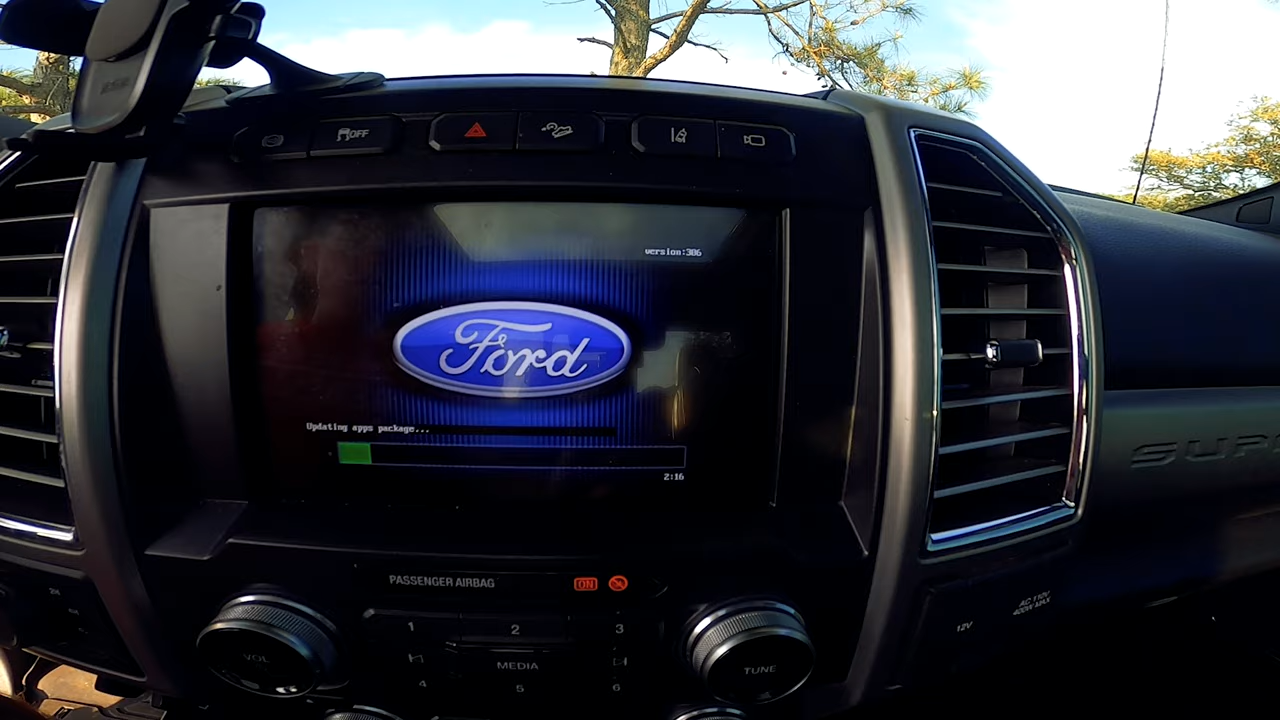 OFF
version:306
Ford
Updating apps package...
2:16
PASSENGER AIRBAG
ON
1
2
3
VOL
MEDIA
TUNE
4
5
6
12V
AC 110V
400W MAX